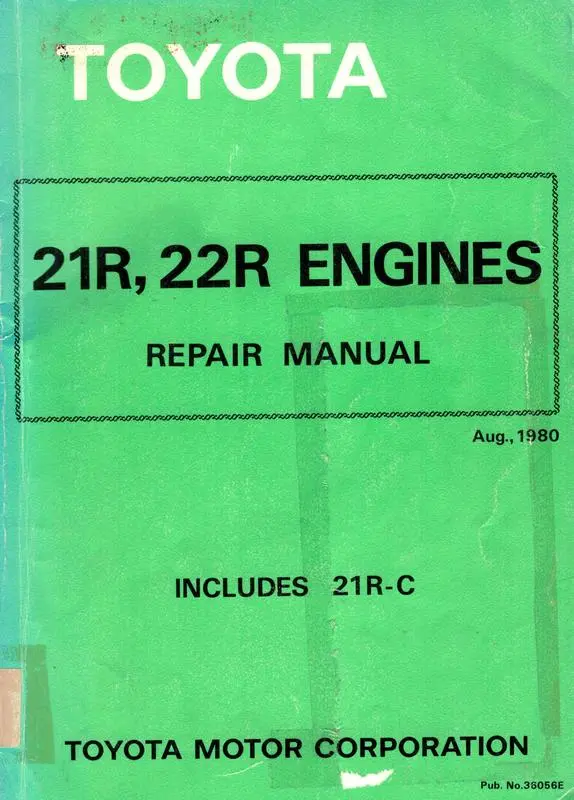 TOYOTA
21R, 22R ENGINES
REPAIR MANUAL
Aug., 1980
INCLUDES 21R-C
TOYOTA MOTOR CORPORATION
Pub. No.36056E